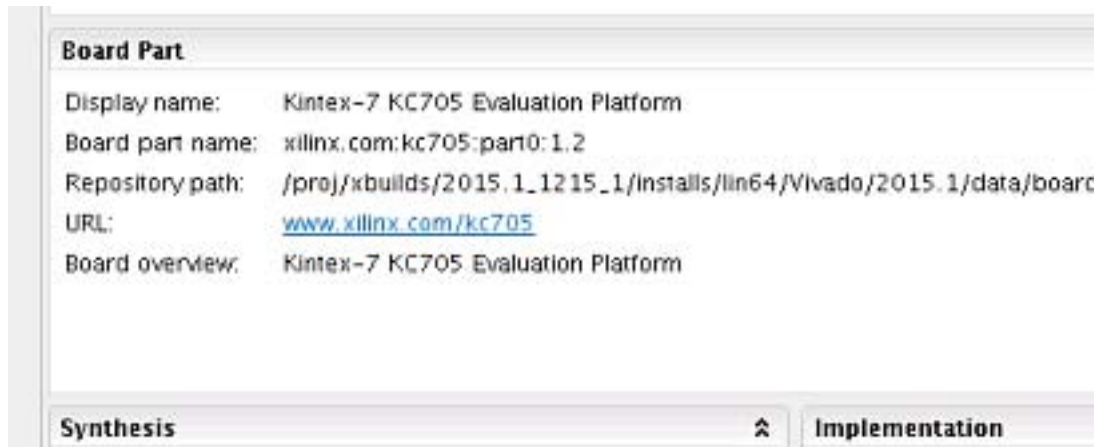 Board Part
Display name: Kintex-7 KC705 Evaluation Platform
Board part name: xilinx.com:kc705:part0:1.2
Repository path: /proj/xbuilds/2015.1_1215_1/installs/lin64/Vivado/2015.1/data/board
URL: www.xilinx.com/kc705
Board overview: Kintex-7 KC705 Evaluation Platform
Synthesis Implementation